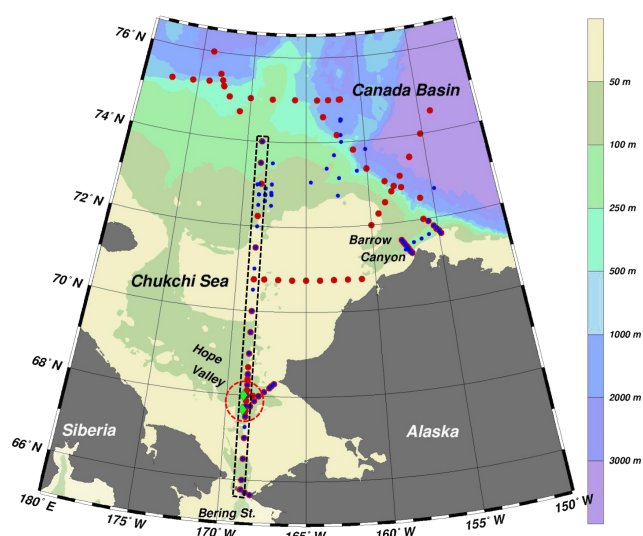 76° N
74° N
72° N
70° N
68° N
66° N
Canada Basin
Barrow
Canyon
Chukchi Sea
Hope
Valley
Siberia
Alaska
Bering St.
180° E
175° W
170° W
165° W
160° W
155° W
150° W
50 m
100 m
250 m
500 m
1000 m
2000 m
3000 m